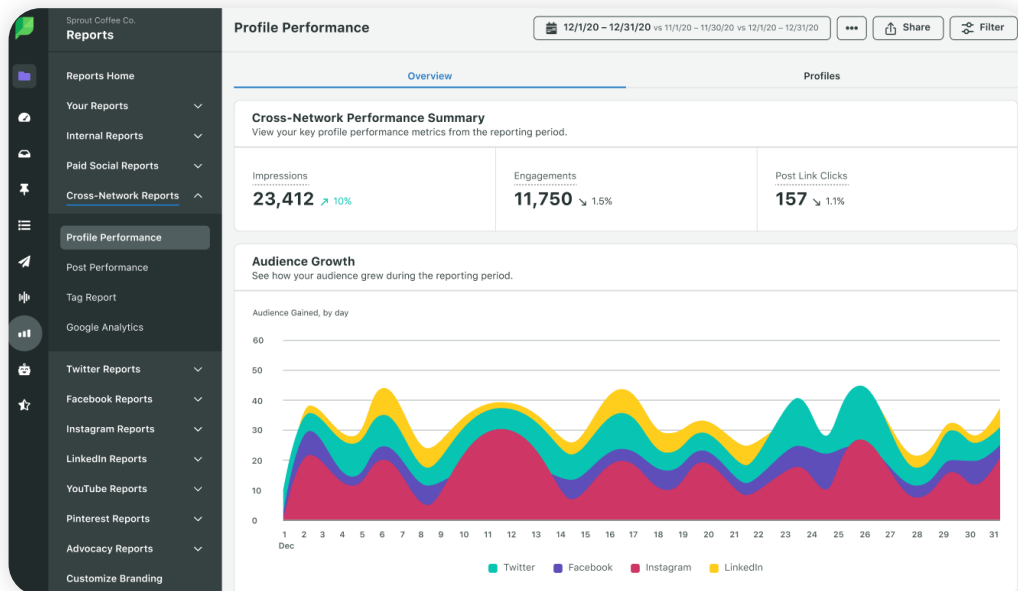 Sprout Coffee Co.
Reports
Reports Home
Your Reports
Internal Reports
Paid Social Reports
Cross-Network Reports
Profile Performance
Post Performance
Tag Report
Google Analytics
Twitter Reports
Facebook Reports
Instagram Reports
LinkedIn Reports
YouTube Reports
Pinterest Reports
Advocacy Reports
Customize Branding
Profile Performance
12/1/20 – 12/31/20 vs 11/1/20 – 11/30/20 vs 12/1/20 – 12/31/20
Share
Filter
Overview
Profiles
Cross-Network Performance Summary
View your key profile performance metrics from the reporting period.
Impressions
23,412 ↗ 10%
Engagements
11,750 ↘ 1.5%
Post Link Clicks
157 ↘ 1.1%
Audience Growth
See how your audience grew during the reporting period.
Audience Gained, by day
60
50
40
30
20
10
0
1 2 3 4 5 6 7 8 9 10 11 12 13 14 15 16 17 18 19 20 21 22 23 24 25 26 27 28 29 30 31
Dec
Twitter Facebook Instagram LinkedIn